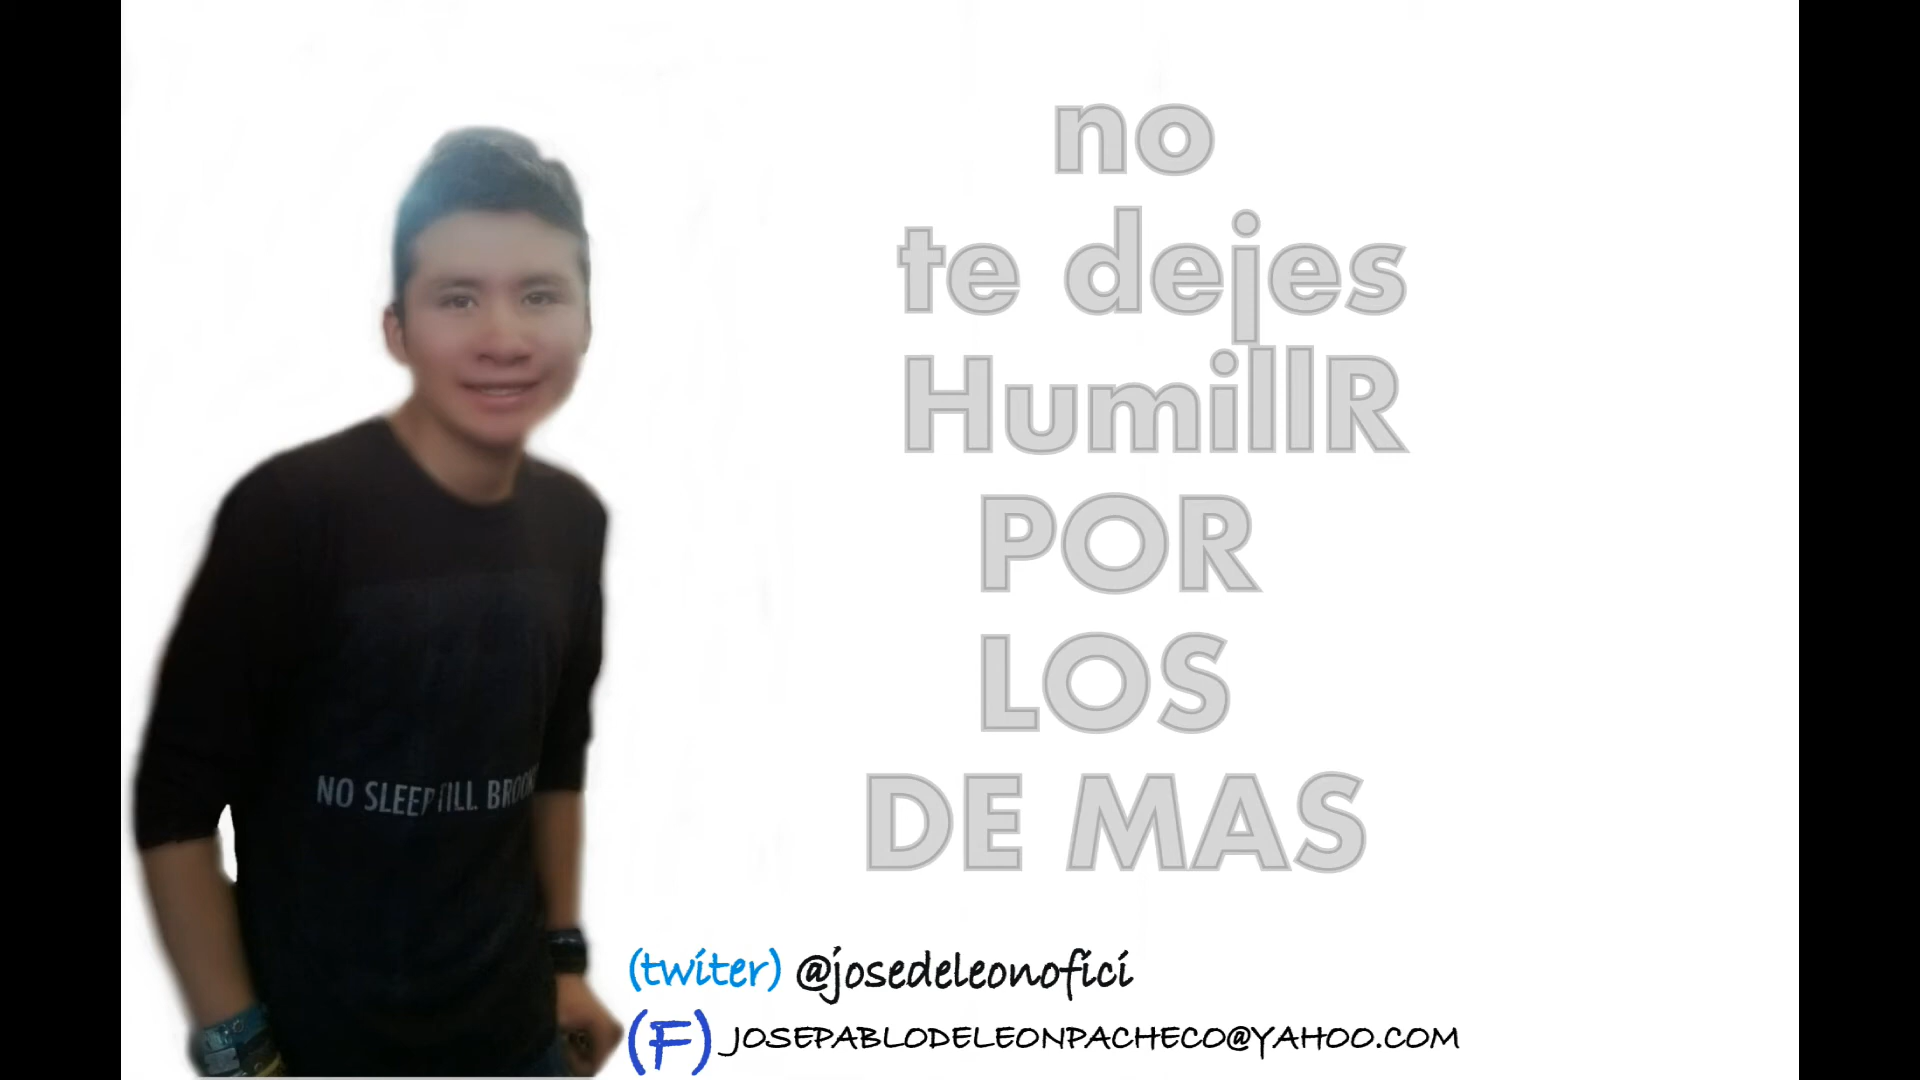 no
te dejes
HumillR
POR
LOS
DE MAS
NO SLEEP TILL
(twiter) @josedeleonofici
(F) JOSEPABLODELEONPACHECO@YAHOO.COM